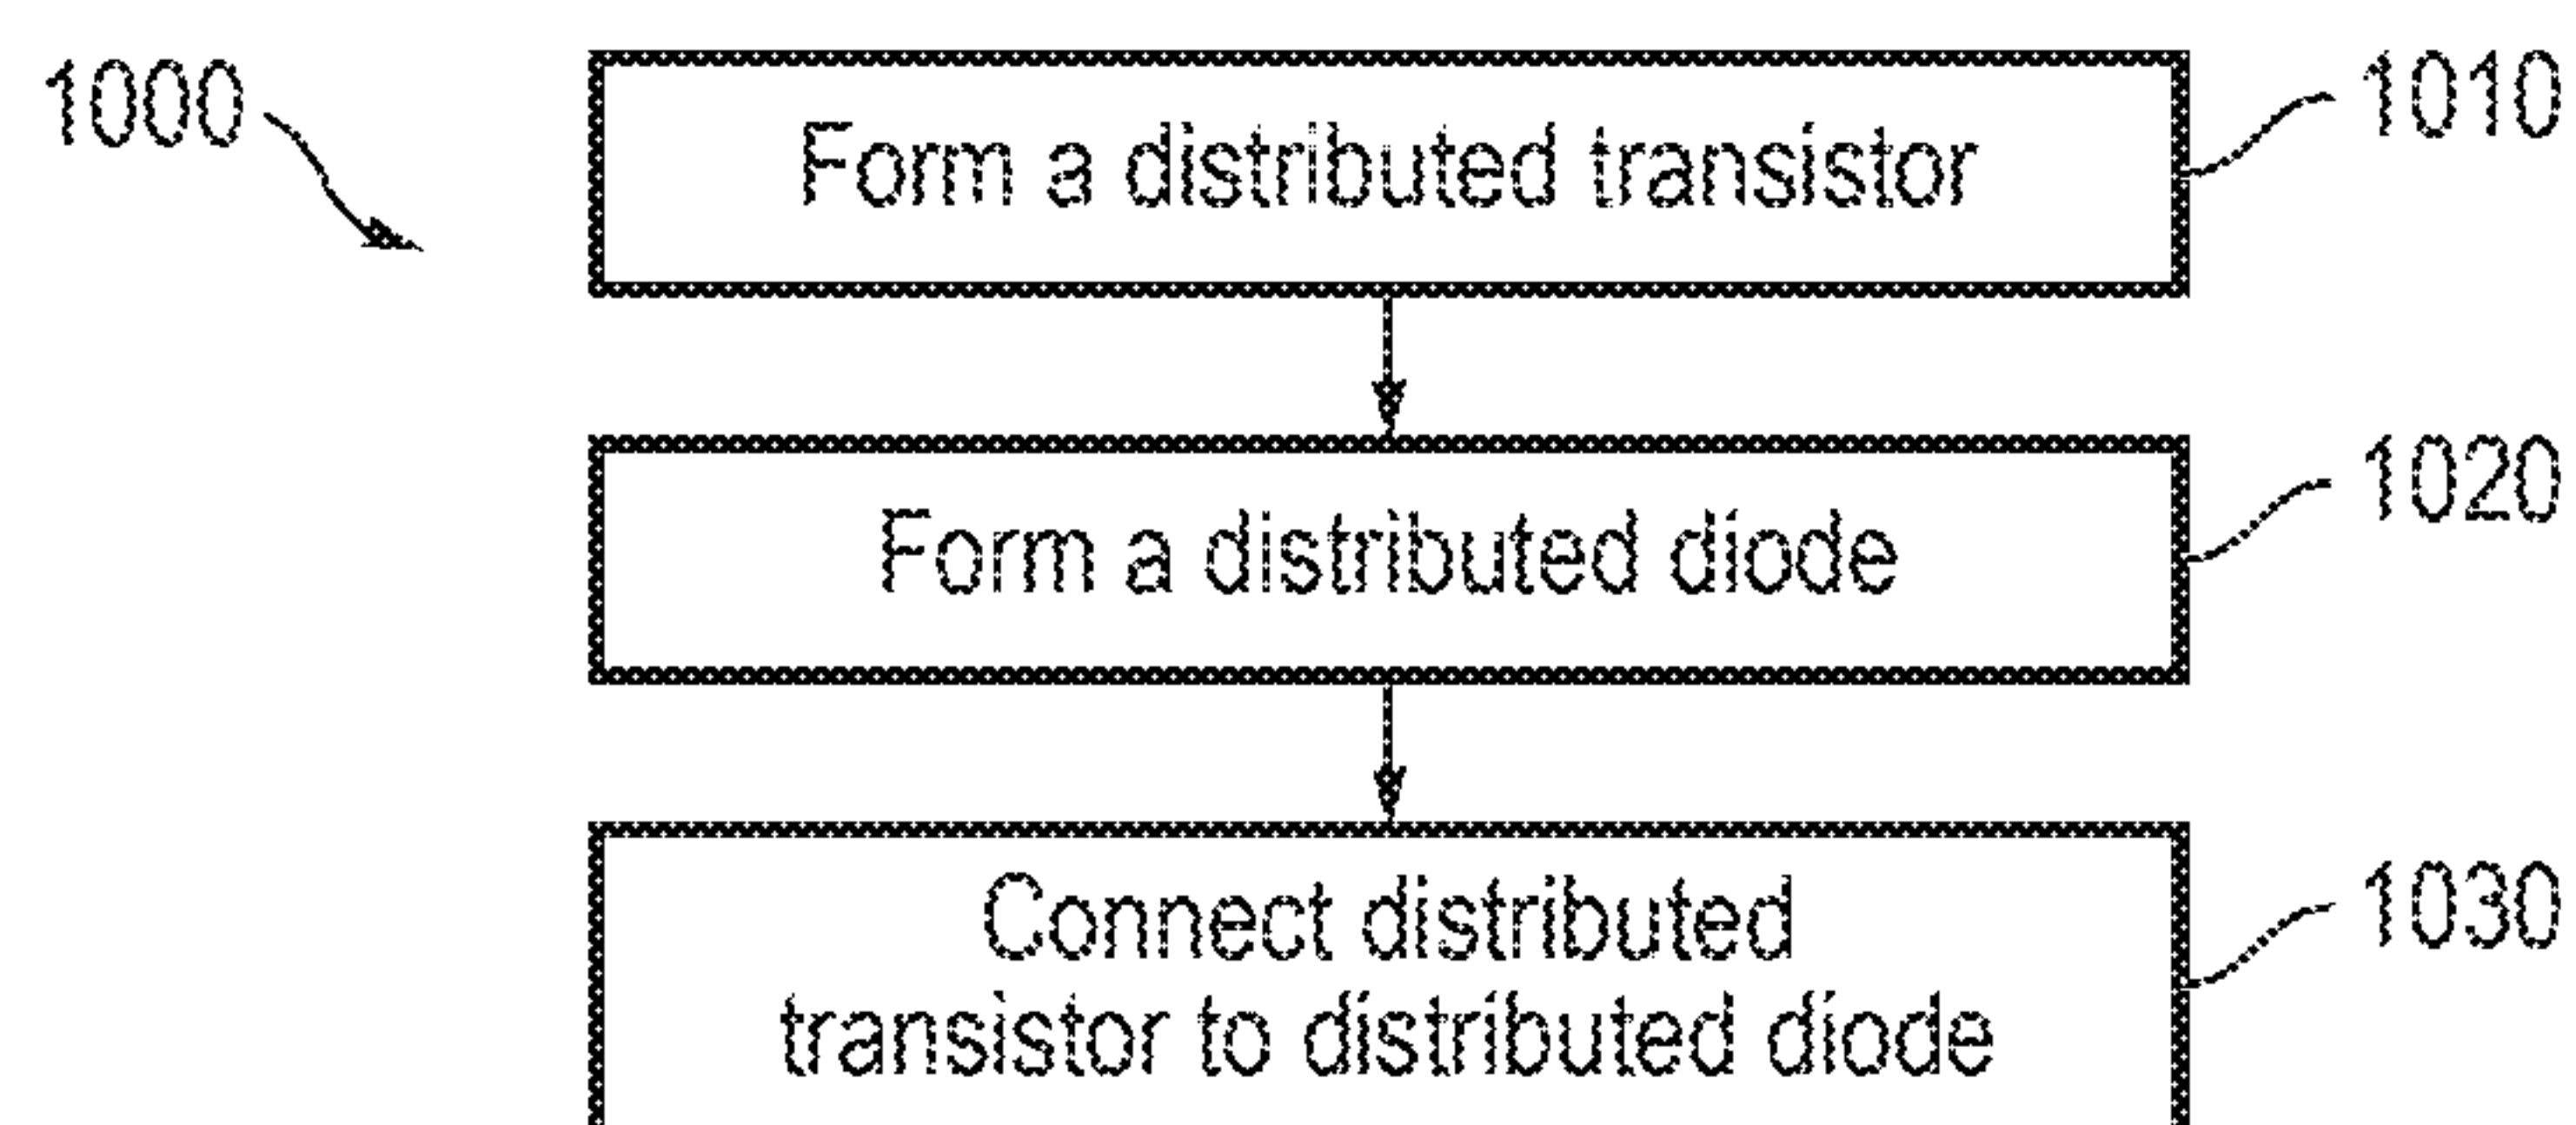 1000
1010
Form a distributed transistor
1020
Form a distributed diode
1030
Connect distributed
transistor to distributed diode